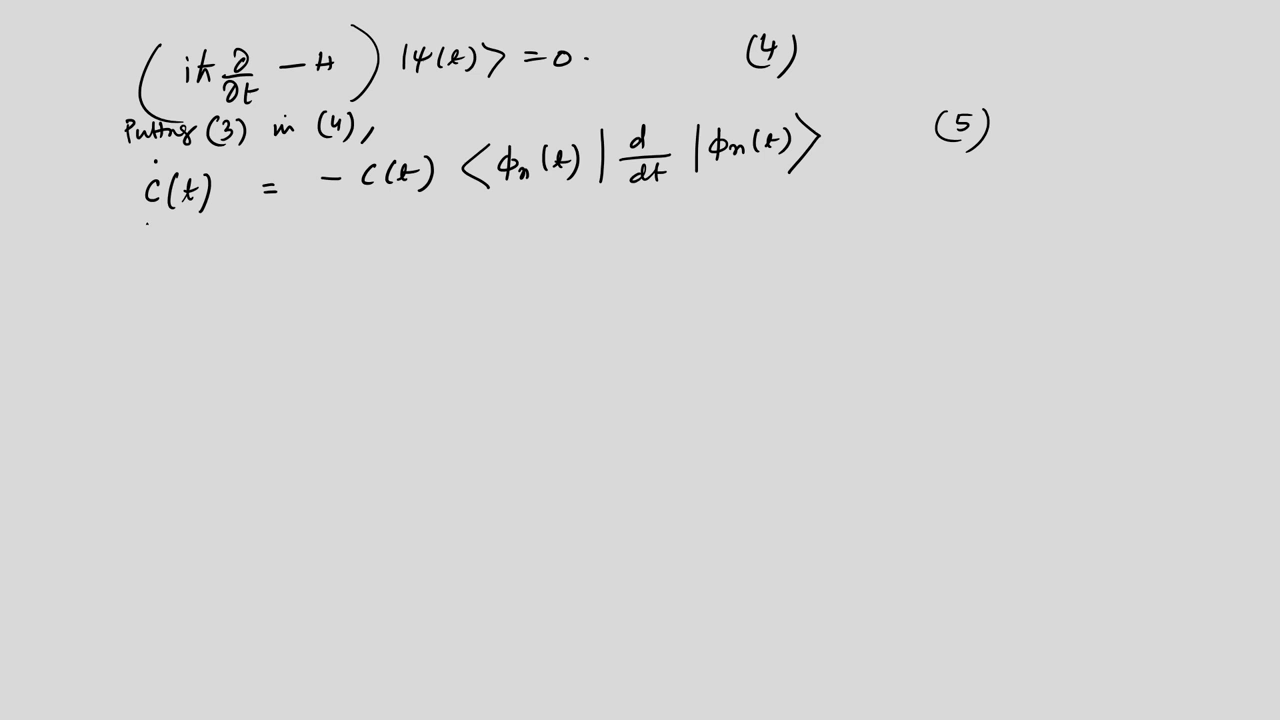 (iħ ∂/∂t − H) |ψ(t)⟩ = 0. (4)
Putting (3) in (4),
ċ(t) = − c(t) ⟨ϕn(t)| d/dt |ϕn(t)⟩ (5)